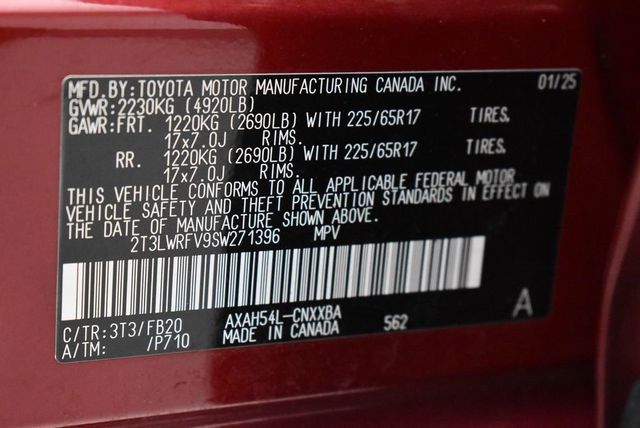 MFD.BY:TOYOTA MOTOR MANUFACTURING CANADA INC. 01/25
GVWR:2230KG (4920LB)
GAWR:FRT. 1220KG (2690LB) WITH 225/65R17 TIRES.
17x7.0J RIMS.
RR. 1220KG (2690LB) WITH 225/65R17 TIRES.
17x7.0J RIMS.
THIS VEHICLE CONFORMS TO ALL APPLICABLE FEDERAL MOTOR
VEHICLE SAFETY AND THEFT PREVENTION STANDARDS IN EFFECT ON
THE DATE OF MANUFACTURE SHOWN ABOVE.
2T3LWRFV9SW271396 MPV
C/TR:3T3/FB20 AXAH54L-CNXXBA 562 A
A/TM: /P710 MADE IN CANADA